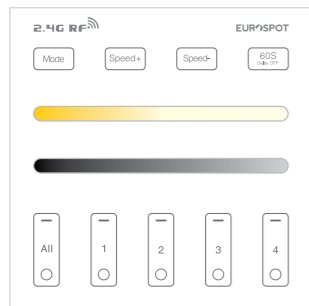 2.4G RF EUROSPOT
Mode Speed+ Speed- 60S
Delay OFF
All 1 2 3 4